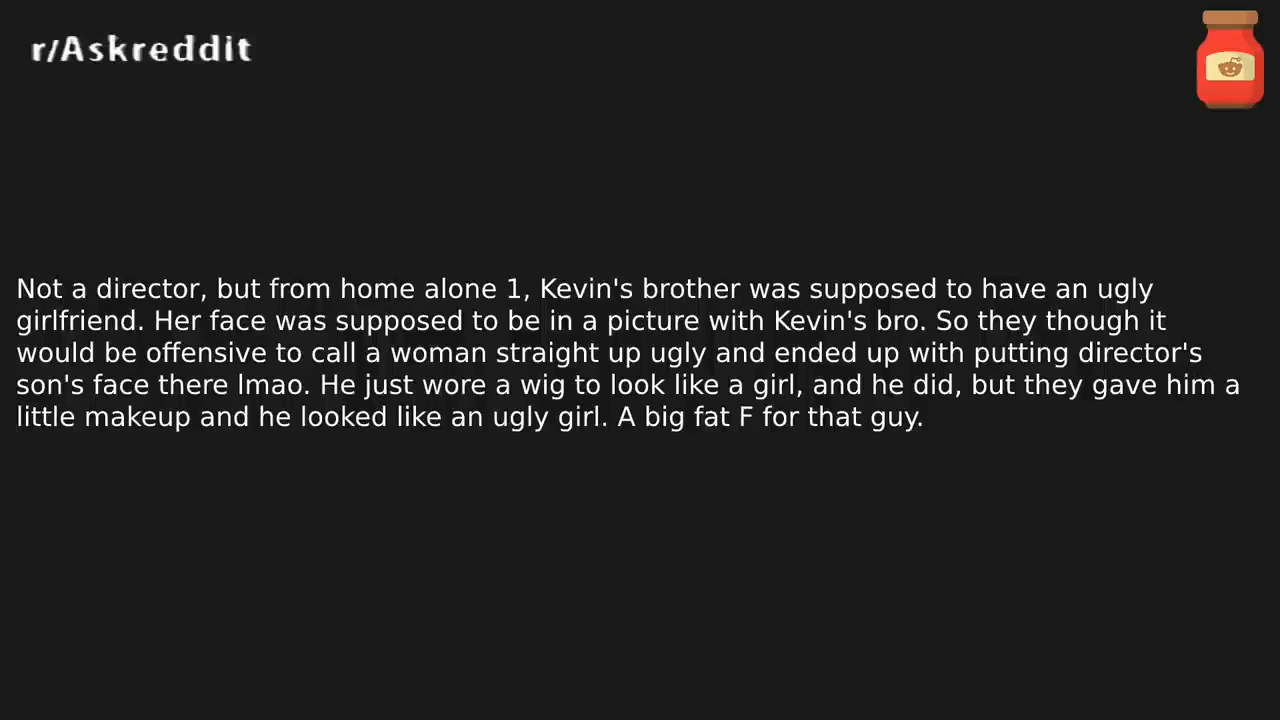 r/Askreddit
Not a director, but from home alone 1, Kevin's brother was supposed to have an ugly
girlfriend. Her face was supposed to be in a picture with Kevin's bro. So they though it
would be offensive to call a woman straight up ugly and ended up with putting director's
son's face there lmao. He just wore a wig to look like a girl, and he did, but they gave him a
little makeup and he looked like an ugly girl. A big fat F for that guy.